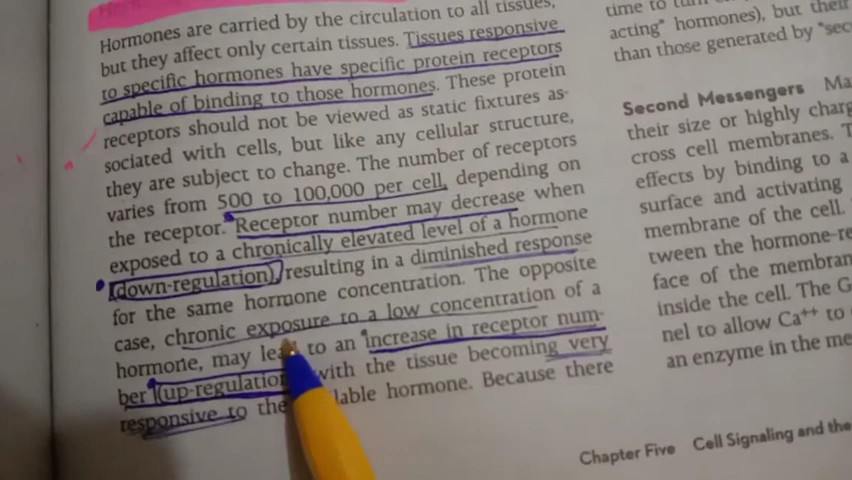 Hormones are carried by the circulation to all tissues,
but they affect only certain tissues. Tissues responsive
to specific hormones have specific protein receptors
capable of binding to those hormones. These protein
receptors should not be viewed as static fixtures as-
sociated with cells, but like any cellular structure,
they are subject to change. The number of receptors
varies from 500 to 100,000 per cell, depending on
the receptor. Receptor number may decrease when
exposed to a chronically elevated level of a hormone
(down-regulation), resulting in a diminished response
for the same hormone concentration. The opposite
case, chronic exposure to a low concentration of a
hormone, may lea to an increase in receptor num-
ber (up-regulation with the tissue becoming very
responsive to the lable hormone. Because there
time to turn
acting" hormones), but their
than those generated by "sec
Second Messengers Ma
their size or highly charg
cross cell membranes. T
effects by binding to a
surface and activating
membrane of the cell.
tween the hormone-re
face of the membran
inside the cell. The G
nel to allow Ca++ to
an enzyme in the me
Chapter Five Cell Signaling and the